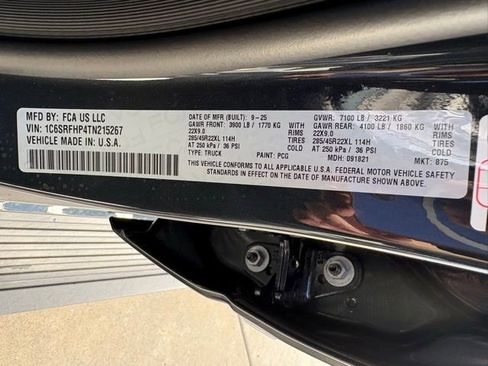 MFD BY: FCA US LLC
VIN: 1C6SRFHP4TN215267
VEHICLE MADE IN: U.S.A.
DATE OF MFR (BUILT): 9-25 GVWR: 7100 LB / 3221 KG
GAWR FRONT: 3900 LB / 1770 KG WITH GAWR REAR: 4100 LB / 1860 KG WITH
22X9.0 RIMS 22X9.0 RIMS
285/45R22XL 114H TIRES 285/45R22XL 114H TIRES
AT 250 kPa / 36 PSI COLD AT 250 kPa / 36 PSI COLD
TYPE: TRUCK PAINT: PCG MDH: 091821 MKT: 875
THIS VEHICLE CONFORMS TO ALL APPLICABLE U.S.A. FEDERAL MOTOR VEHICLE SAFETY
STANDARDS IN EFFECT ON THE DATE OF MANUFACTURE SHOWN ABOVE.